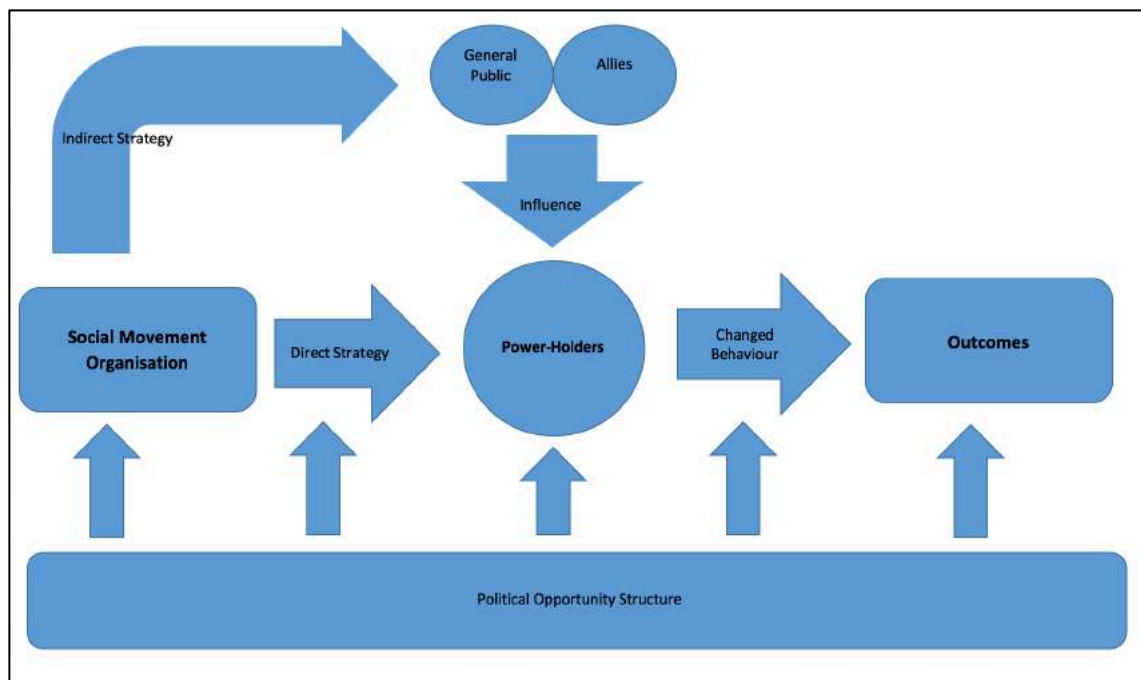 General
Public
Allies
Indirect Strategy
Influence
Social Movement
Organisation
Direct Strategy
Power-Holders
Changed
Behaviour
Outcomes
Political Opportunity Structure